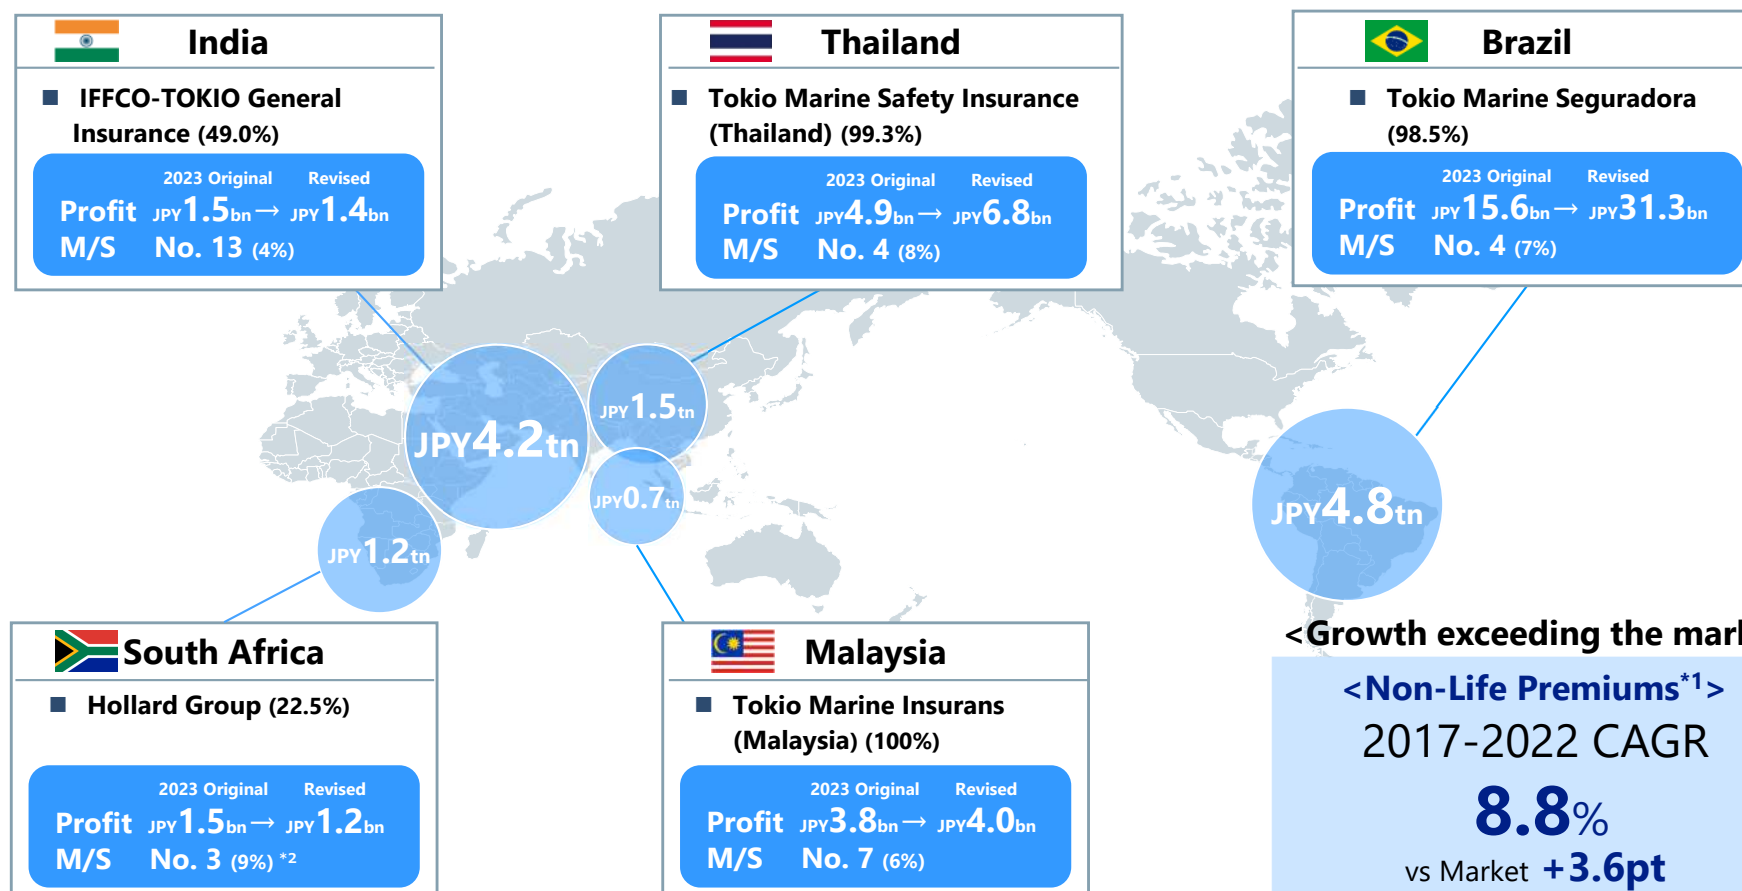 India
■ IFFCO-TOKIO General
Insurance (49.0%)
2023 Original Revised
Profit JPY1.5bn → JPY1.4bn
M/S No. 13 (4%)
Thailand
■ Tokio Marine Safety Insurance
(Thailand) (99.3%)
2023 Original Revised
Profit JPY4.9bn → JPY6.8bn
M/S No. 4 (8%)
Brazil
■ Tokio Marine Seguradora
(98.5%)
2023 Original Revised
Profit JPY15.6bn → JPY31.3bn
M/S No. 4 (7%)
JPY4.2tn
JPY1.5tn
JPY0.7tn
JPY1.2tn
JPY4.8tn
South Africa
■ Hollard Group (22.5%)
2023 Original Revised
Profit JPY1.5bn → JPY1.2bn
M/S No. 3 (9%) *2
Malaysia
■ Tokio Marine Insurans
(Malaysia) (100%)
2023 Original Revised
Profit JPY3.8bn → JPY4.0bn
M/S No. 7 (6%)
<Growth exceeding the
<Non-Life Premiums*1>
2017-2022 CAGR
8.8%
vs Market +3.6pt